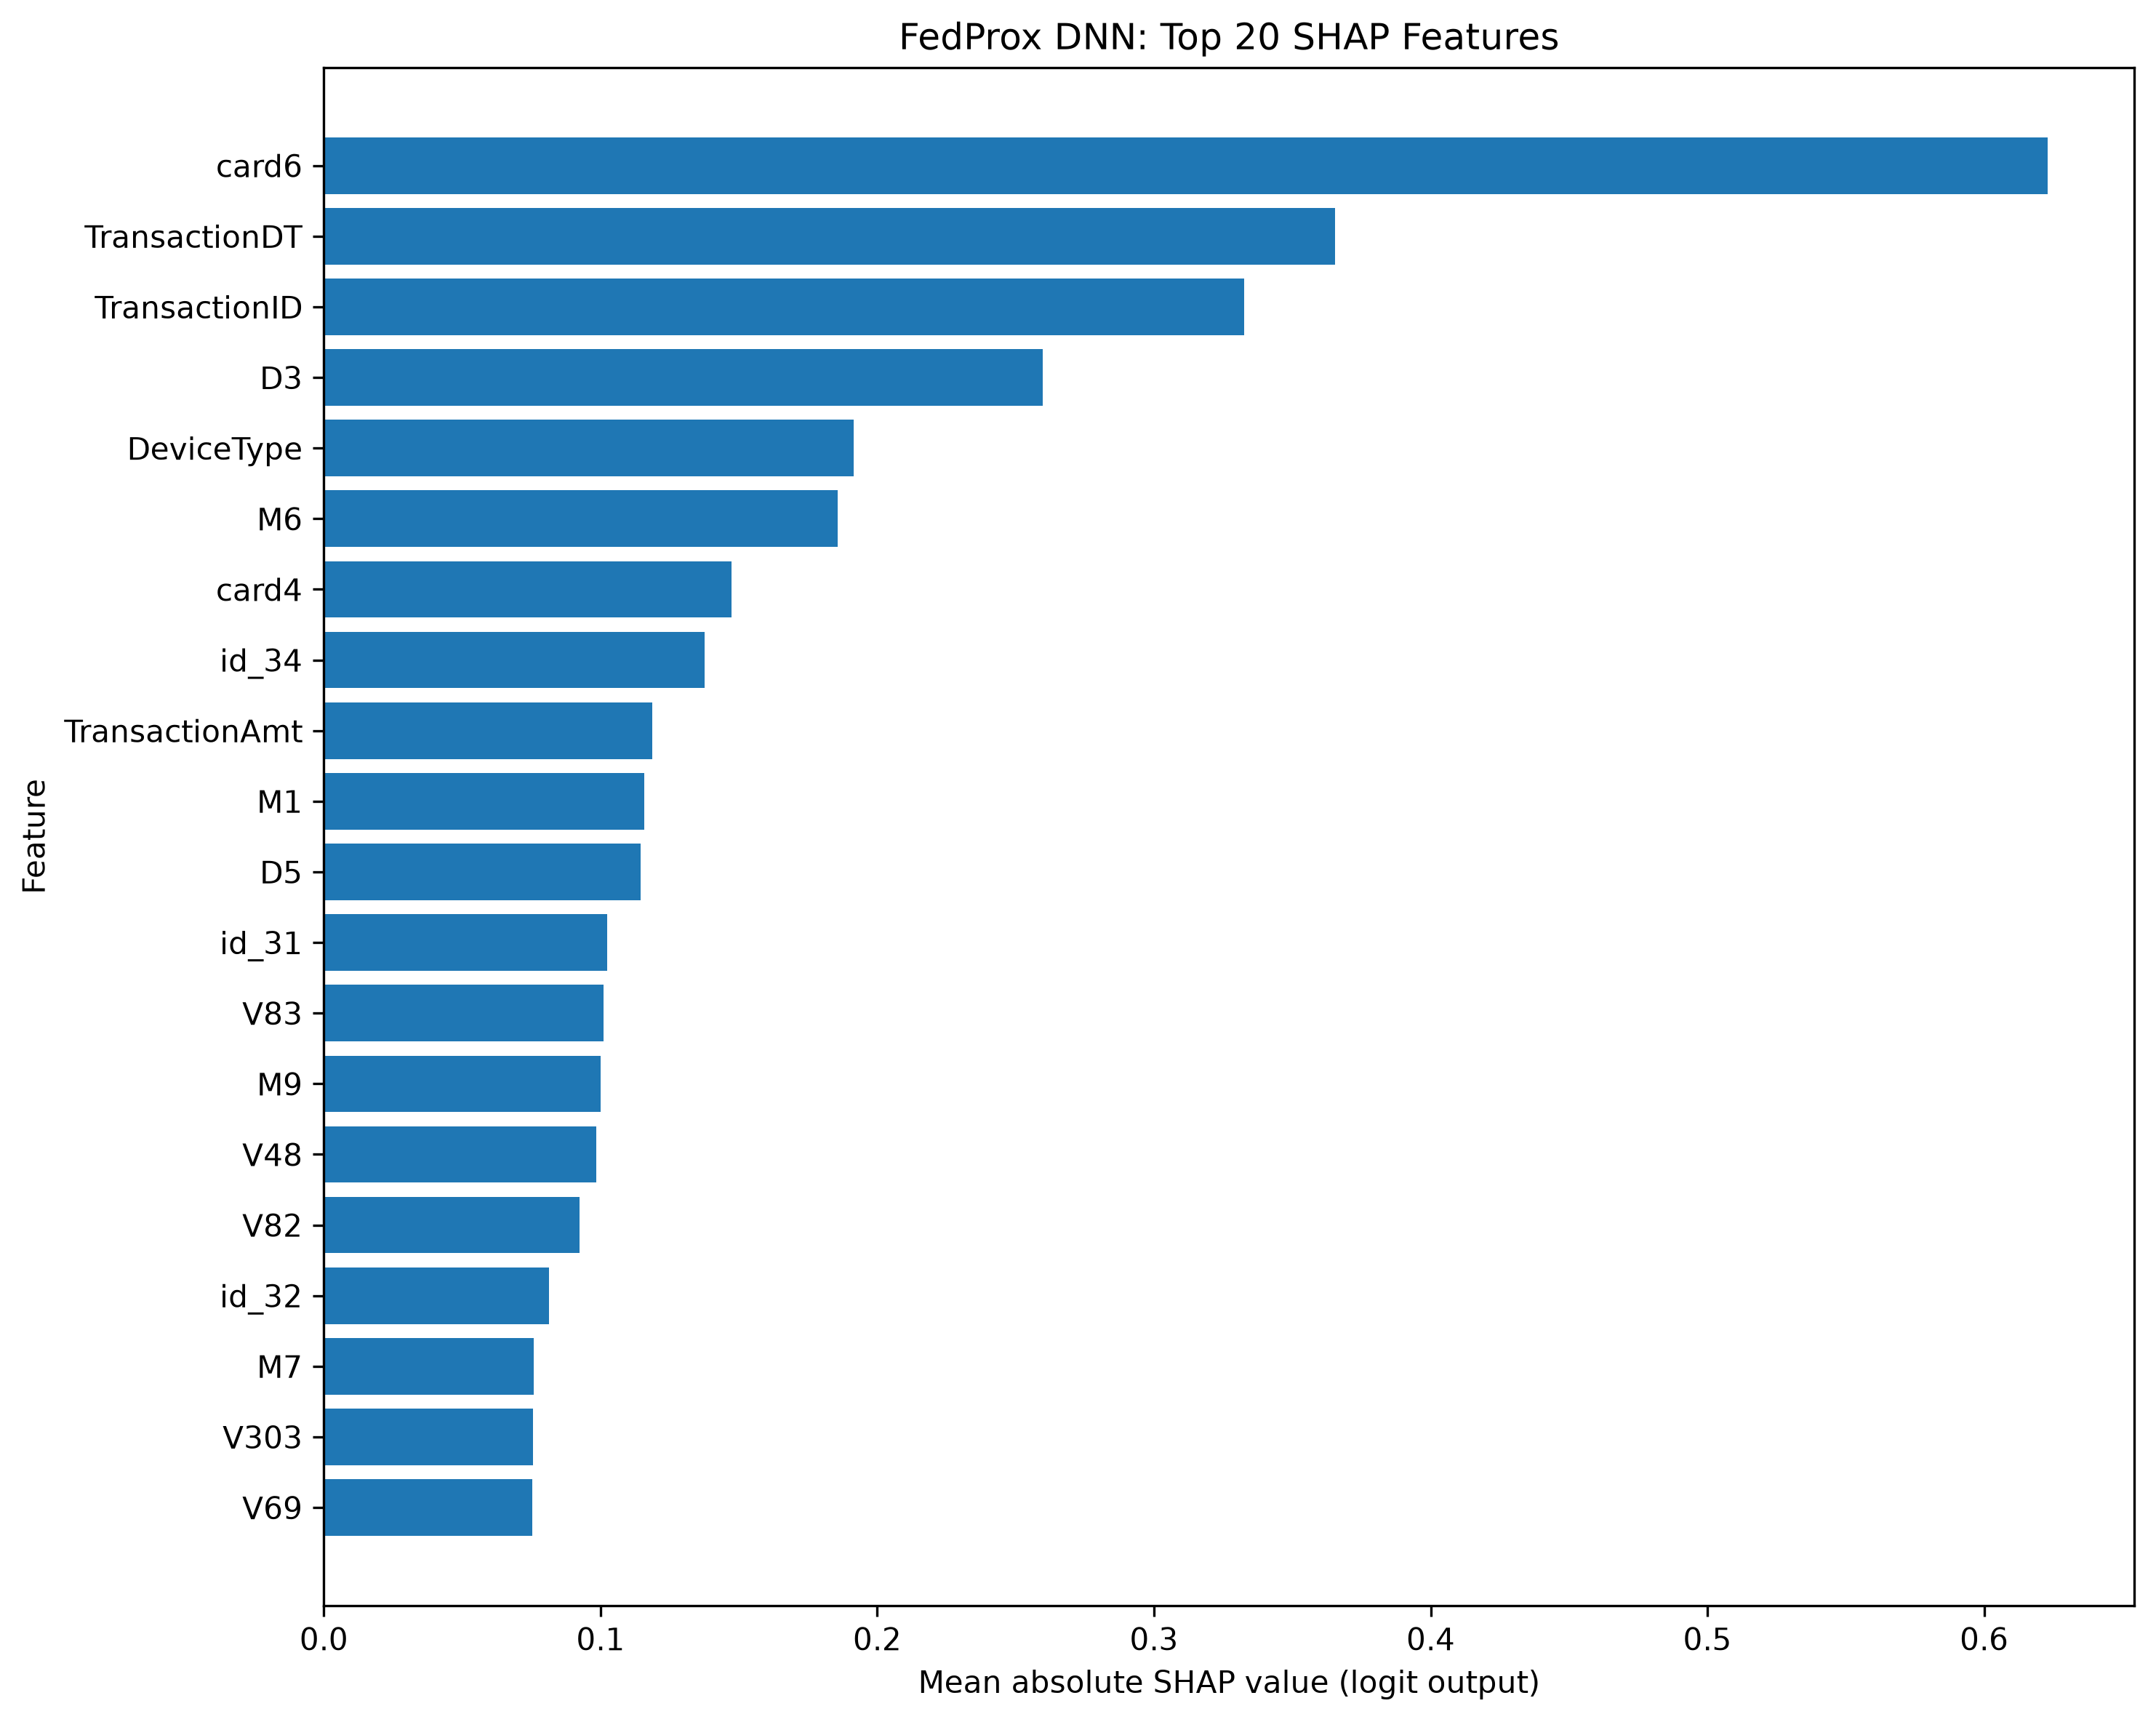 FedProx DNN: Top 20 SHAP Features
Feature
card6
TransactionDT
TransactionID
D3
DeviceType
M6
card4
id_34
TransactionAmt
M1
D5
id_31
V83
M9
V48
V82
id_32
M7
V303
V69
0.0 0.1 0.2 0.3 0.4 0.5 0.6
Mean absolute SHAP value (logit output)